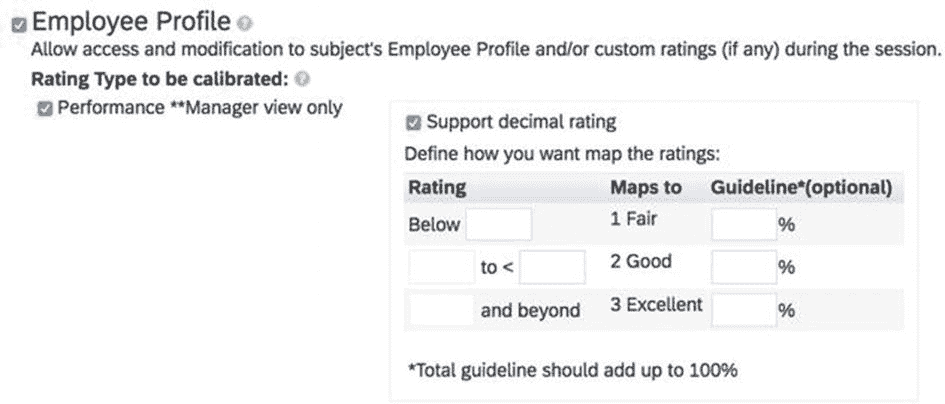 Employee Profile
Allow access and modification to subject's Employee Profile and/or custom ratings (if any) during the session.
Rating Type to be calibrated:
Performance **Manager view only
Support decimal rating
Define how you want map the ratings:
Rating Maps to Guideline*(optional)
Below 1 Fair %
to < 2 Good %
and beyond 3 Excellent %
*Total guideline should add up to 100%